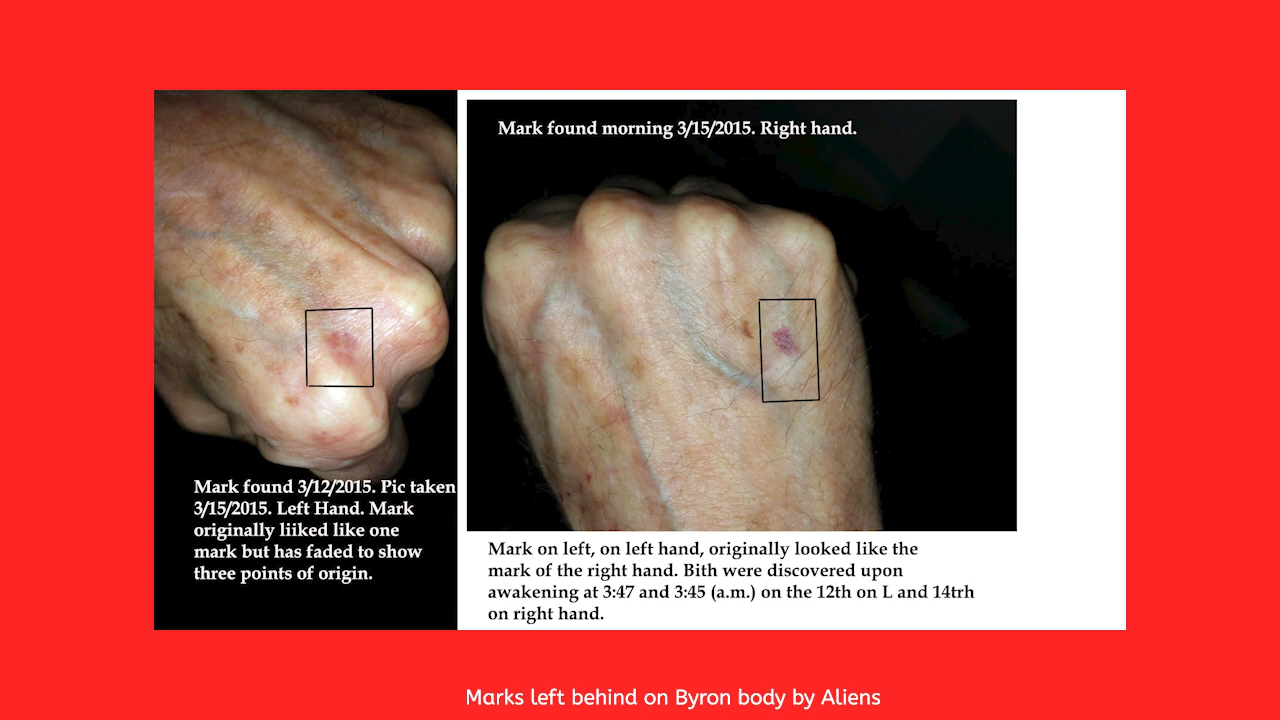 Mark found morning 3/15/2015. Right hand.
Mark found 3/12/2015. Pic taken
3/15/2015. Left Hand. Mark
originally liiked like one
mark but has faded to show
three points of origin.
Mark on left, on left hand, originally looked like the
mark of the right hand. Bith were discovered upon
awakening at 3:47 and 3:45 (a.m.) on the 12th on L and 14trh
on right hand.
Marks left behind on Byron body by Aliens